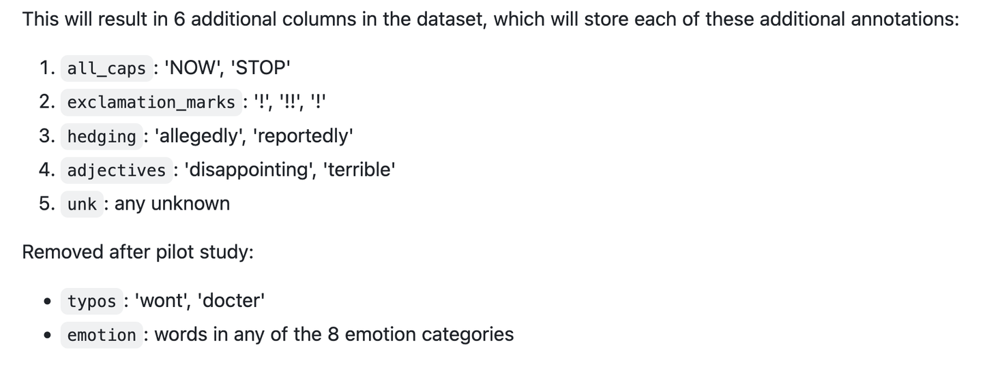 This will result in 6 additional columns in the dataset, which will store each of these additional annotations:
1. all_caps : 'NOW', 'STOP'
2. exclamation_marks : '!', '!!', '!'
3. hedging : 'allegedly', 'reportedly'
4. adjectives : 'disappointing', 'terrible'
5. unk : any unknown
Removed after pilot study:
• typos : 'wont', 'docter'
• emotion : words in any of the 8 emotion categories